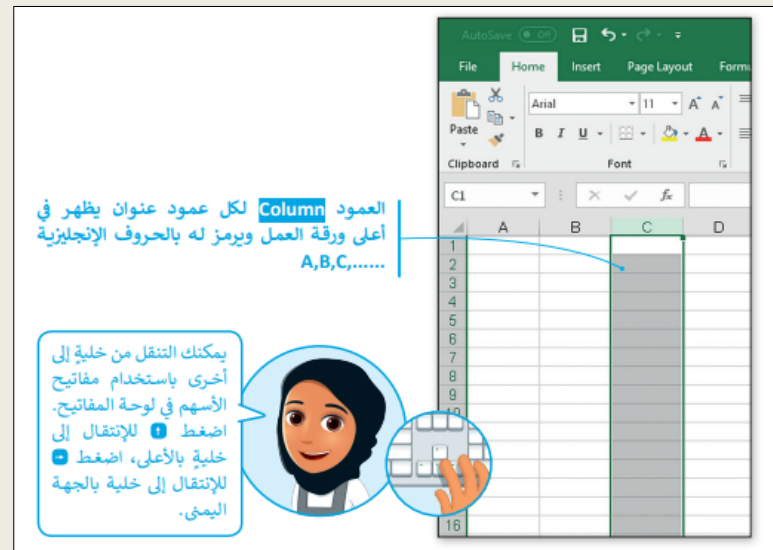 AutoSave Off
File Home Insert Page Layout Formu
Arial 11 A A
Paste B I U A
Clipboard Font
C1 fx
A B C D
1
2
3
4
5
6
7
8
9
10
16
العمود Column لكل عمود عنوان يظهر في
أعلى ورقة العمل ويرمز له بالحروف الإنجليزية
A,B,C,......
يمكنك التنقل من خليةٍ إلى
أخرى باستخدام مفاتيح
الأسهم في لوحة المفاتيح.
اضغط ↑ للإنتقال إلى
خليةٍ بالأعلى، اضغط →
للإنتقال إلى خلية بالجهة
اليمنى.